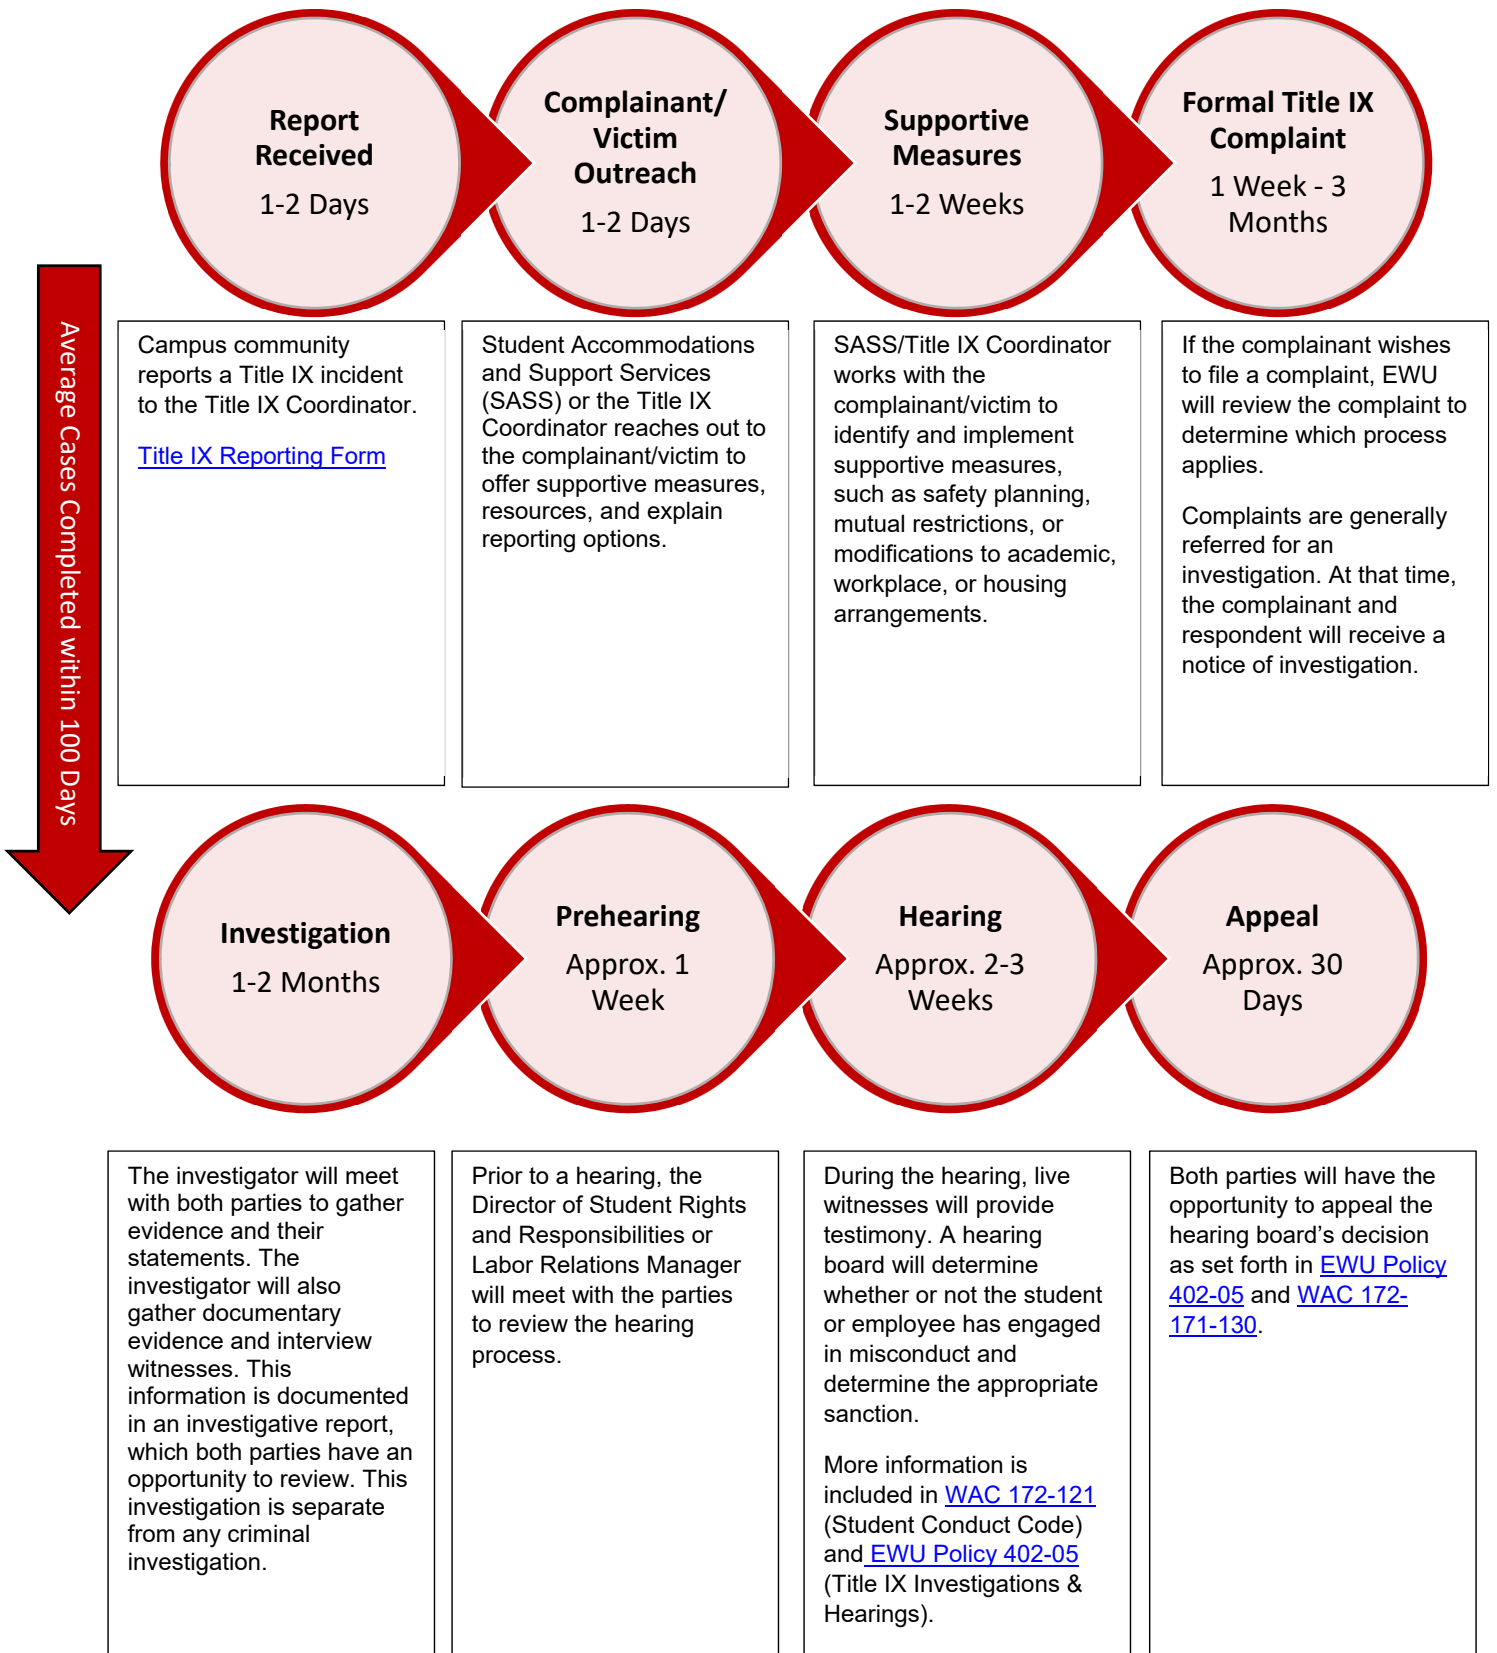 Report
Received
1-2 Days
Complainant/
Victim
Outreach
1-2 Days
Supportive
Measures
1-2 Weeks
Formal Title IX
Complaint
1 Week - 3
Months
Average Cases Completed within 100 Days
Campus community
reports a Title IX incident
to the Title IX Coordinator.
Title IX Reporting Form
Student Accommodations
and Support Services
(SASS) or the Title IX
Coordinator reaches out to
the complainant/victim to
offer supportive measures,
resources, and explain
reporting options.
SASS/Title IX Coordinator
works with the
complainant/victim to
identify and implement
supportive measures,
such as safety planning,
mutual restrictions, or
modifications to academic,
workplace, or housing
arrangements.
If the complainant wishes
to file a complaint, EWU
will review the complaint to
determine which process
applies.
Complaints are generally
referred for an
investigation. At that time,
the complainant and
respondent will receive a
notice of investigation.
Investigation
1-2 Months
Prehearing
Approx. 1
Week
Hearing
Approx. 2-3
Weeks
Appeal
Approx. 30
Days
The investigator will meet
with both parties to gather
evidence and their
statements. The
investigator will also
gather documentary
evidence and interview
witnesses. This
information is documented
in an investigative report,
which both parties have an
opportunity to review. This
investigation is separate
from any criminal
investigation.
Prior to a hearing, the
Director of Student Rights
and Responsibilities or
Labor Relations Manager
will meet with the parties
to review the hearing
process.
During the hearing, live
witnesses will provide
testimony. A hearing
board will determine
whether or not the student
or employee has engaged
in misconduct and
determine the appropriate
sanction.
More information is
included in WAC 172-121
(Student Conduct Code)
and EWU Policy 402-05
(Title IX Investigations &
Hearings).
Both parties will have the
opportunity to appeal the
hearing board’s decision
as set forth in EWU Policy
402-05 and WAC 172-
171-130.